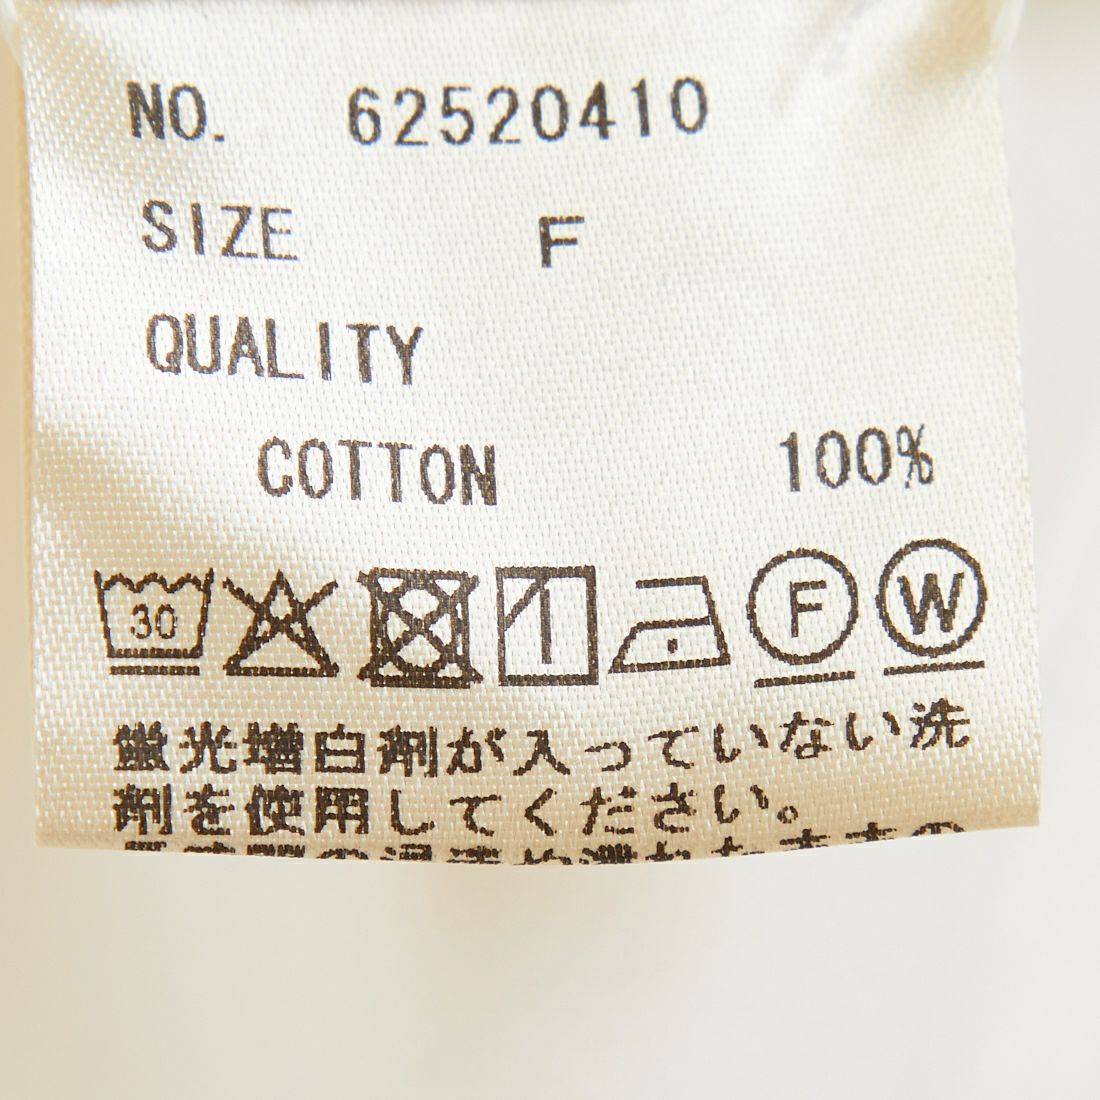 NO. 62520410
SIZE F
QUALITY
COTTON 100%
30 F W
蛍光増白剤が入っていない洗
剤を使用してください。